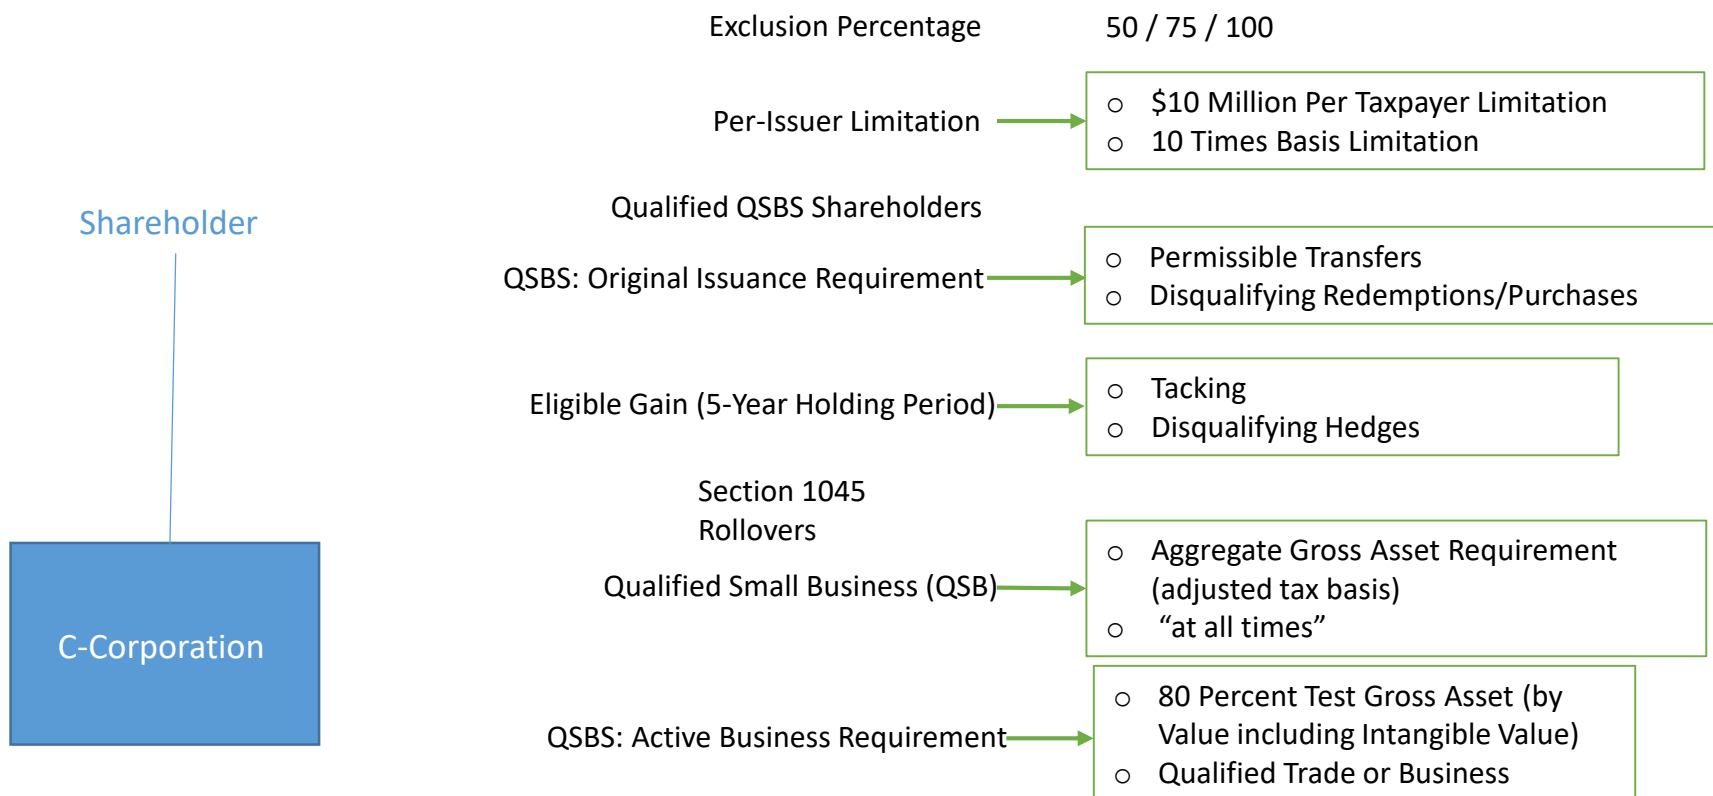 Exclusion Percentage 50 / 75 / 100
Per-Issuer Limitation
o $10 Million Per Taxpayer Limitation
o 10 Times Basis Limitation
Shareholder
Qualified QSBS Shareholders
QSBS: Original Issuance Requirement
o Permissible Transfers
o Disqualifying Redemptions/Purchases
Eligible Gain (5-Year Holding Period)
o Tacking
o Disqualifying Hedges
Section 1045
Rollovers
Qualified Small Business (QSB)
o Aggregate Gross Asset Requirement
(adjusted tax basis)
o “at all times”
C-Corporation
QSBS: Active Business Requirement
o 80 Percent Test Gross Asset (by
Value including Intangible Value)
o Qualified Trade or Business